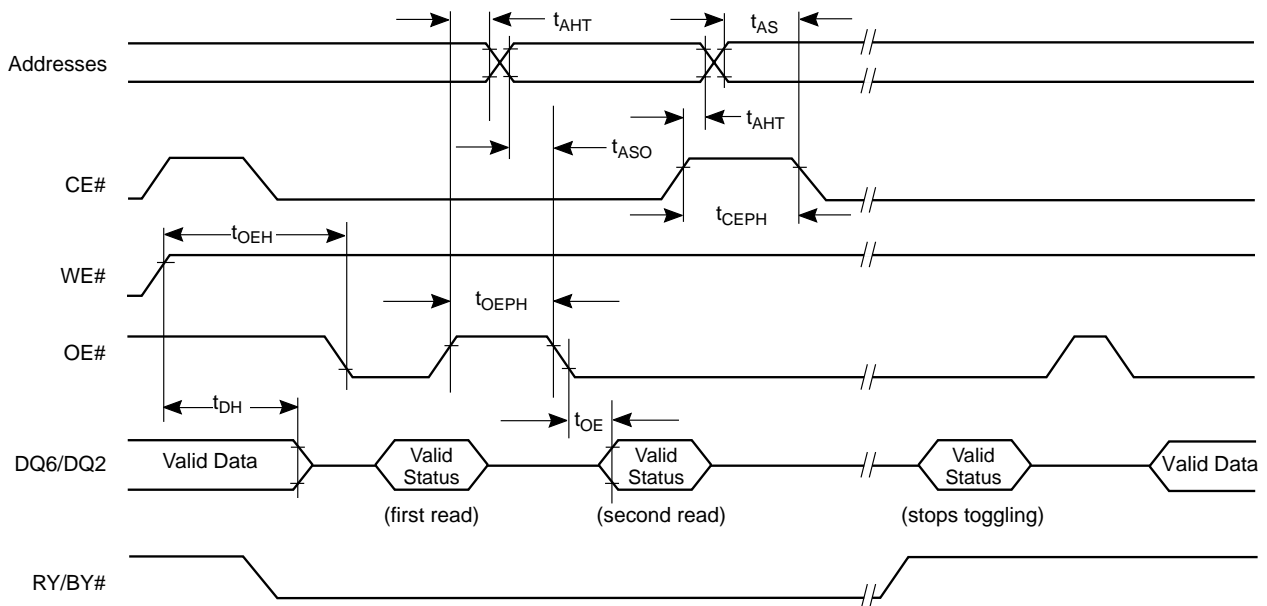 tAHT
tAS
Addresses
tAHT
tASO
CE#
tCEPH
tOEH
WE#
tOEPH
OE#
tDH
tOE
DQ6/DQ2
Valid Data
Valid
Status
Valid
Status
Valid
Status
Valid Data
(first read)
(second read)
(stops toggling)
RY/BY#